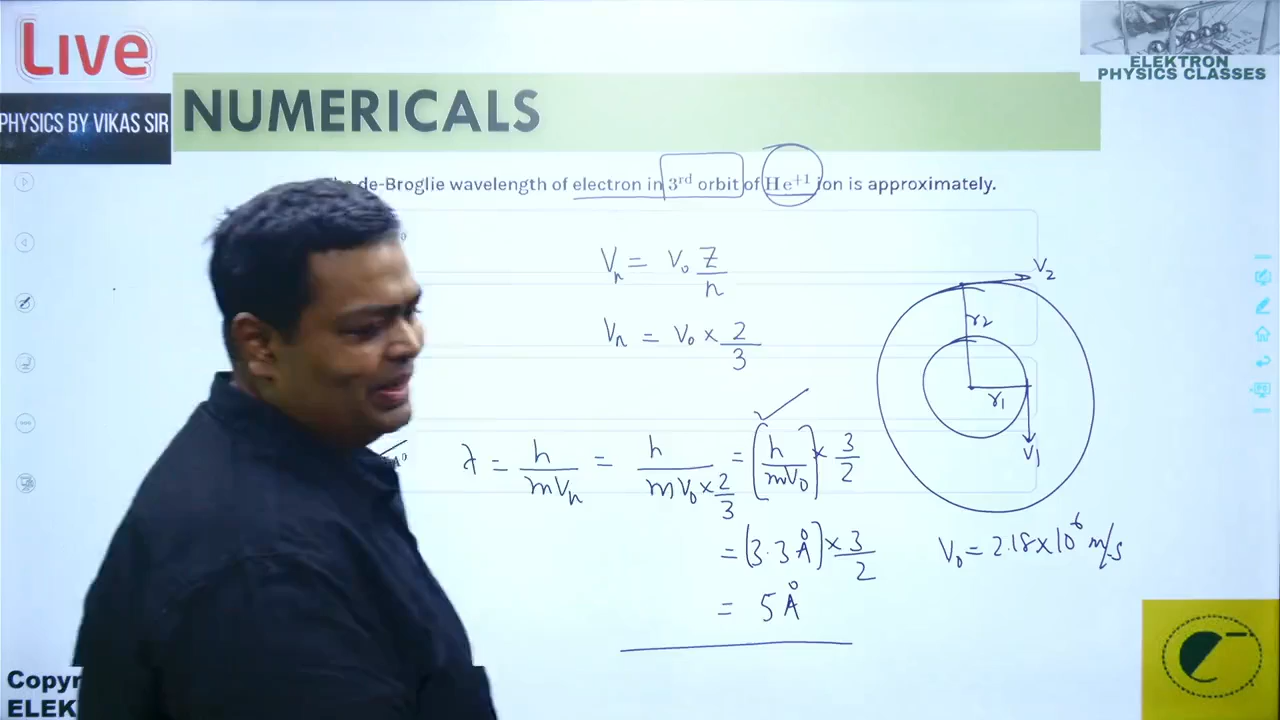 Live
ELEKTRON
PHYSICS CLASSES
PHYSICS BY VIKAS SIR
NUMERICALS
de-Broglie wavelength of electron in 3rd orbit of He+1 ion is approximately.
Vn = V0 Z/n
Vn = V0 × 2/3
λ = h/mVn = h/(mV0 × 2/3) = [h/mV0] × 3/2
= (3.3 Å) × 3/2
= 5 Å
V2
r2
r1
V1
V0 = 2.18 × 10^6 m/s